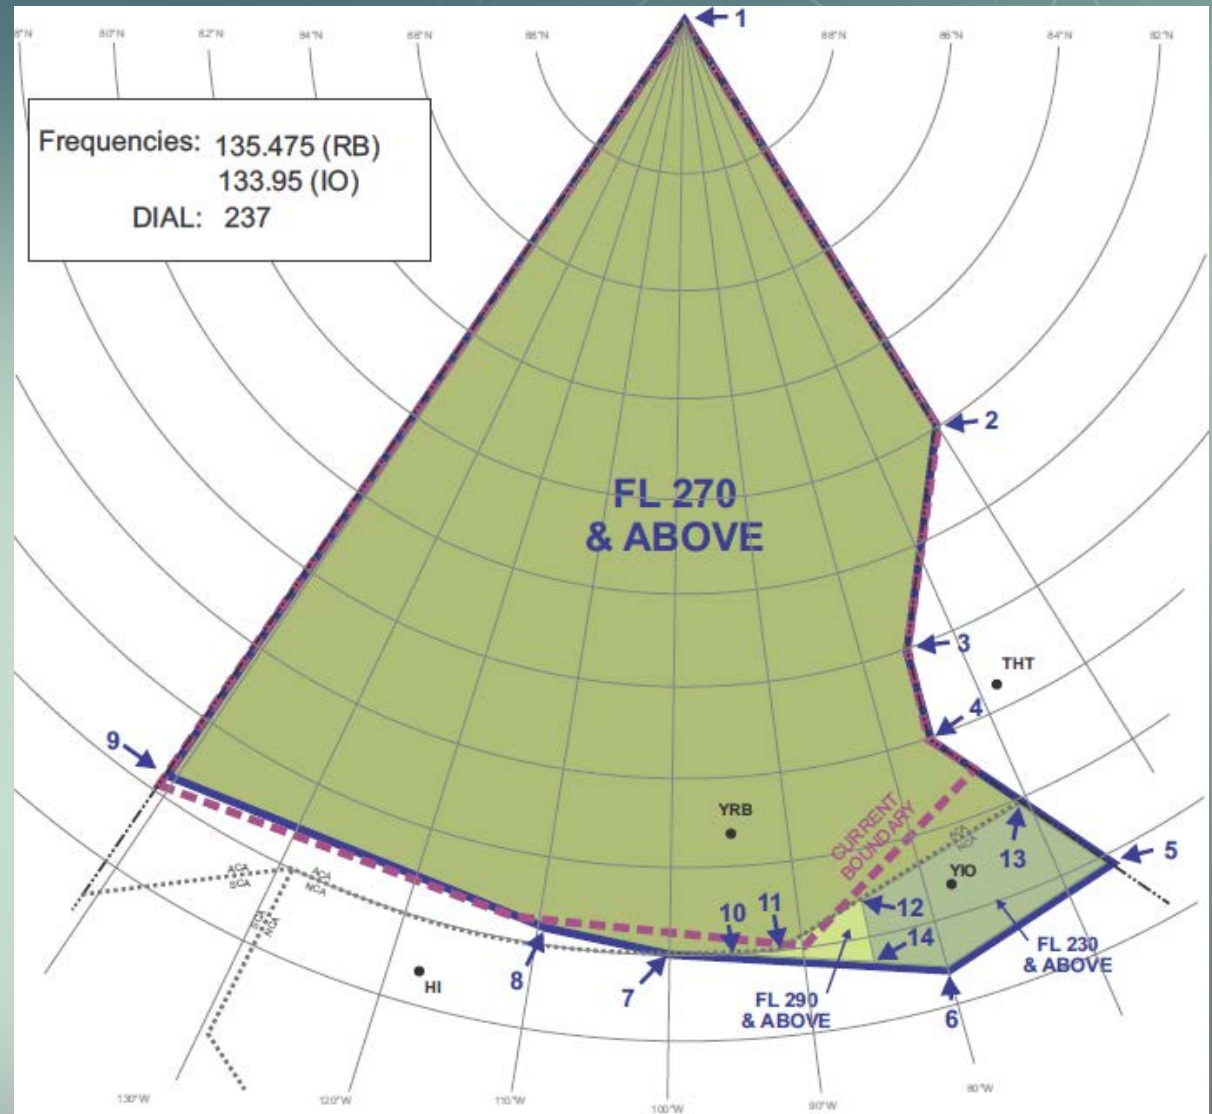 1
8°N 80°N 82°N 84°N 86°N 88°N 88°N 86°N 84°N 82°N
Frequencies: 135.475 (RB)
133.95 (IO)
DIAL: 237
2
FL 270
& ABOVE
3
THT
4
9
YRB
CURRENT
BOUNDARY
ACA
NCA
13
5
YIO
ACA
SCA
ACA
NCA
SCA
NCA
10
11
12
14
FL 230
& ABOVE
HI
8
7
FL 290
& ABOVE
6
130°W 120°W 110°W 100°W 90°W 80°W